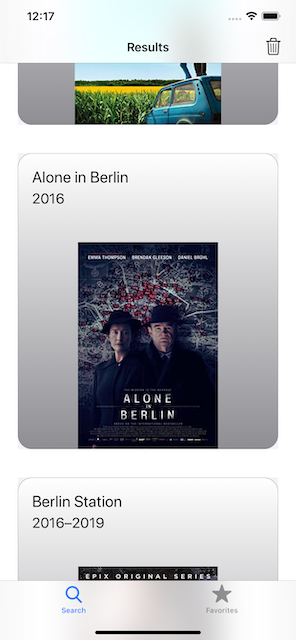 12:17
Results
Alone in Berlin
2016
EMMA THOMPSON BRENDAN GLEESON DANIEL BRÜHL
ALONE
IN
BERLIN
Berlin Station
2016–2019
EPIX ORIGINAL SERIES
Search
Favorites